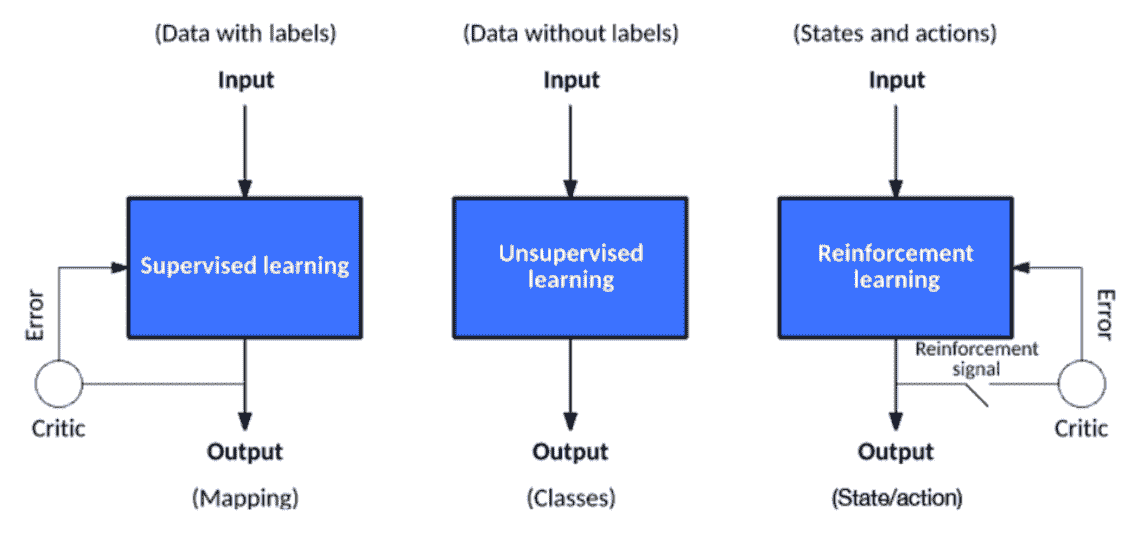 (Data with labels)
Input
Supervised learning
Error
Critic
Output
(Mapping)
(Data without labels)
Input
Unsupervised
learning
Output
(Classes)
(States and actions)
Input
Reinforcement
learning
Reinforcement
signal
Error
Critic
Output
(State/action)